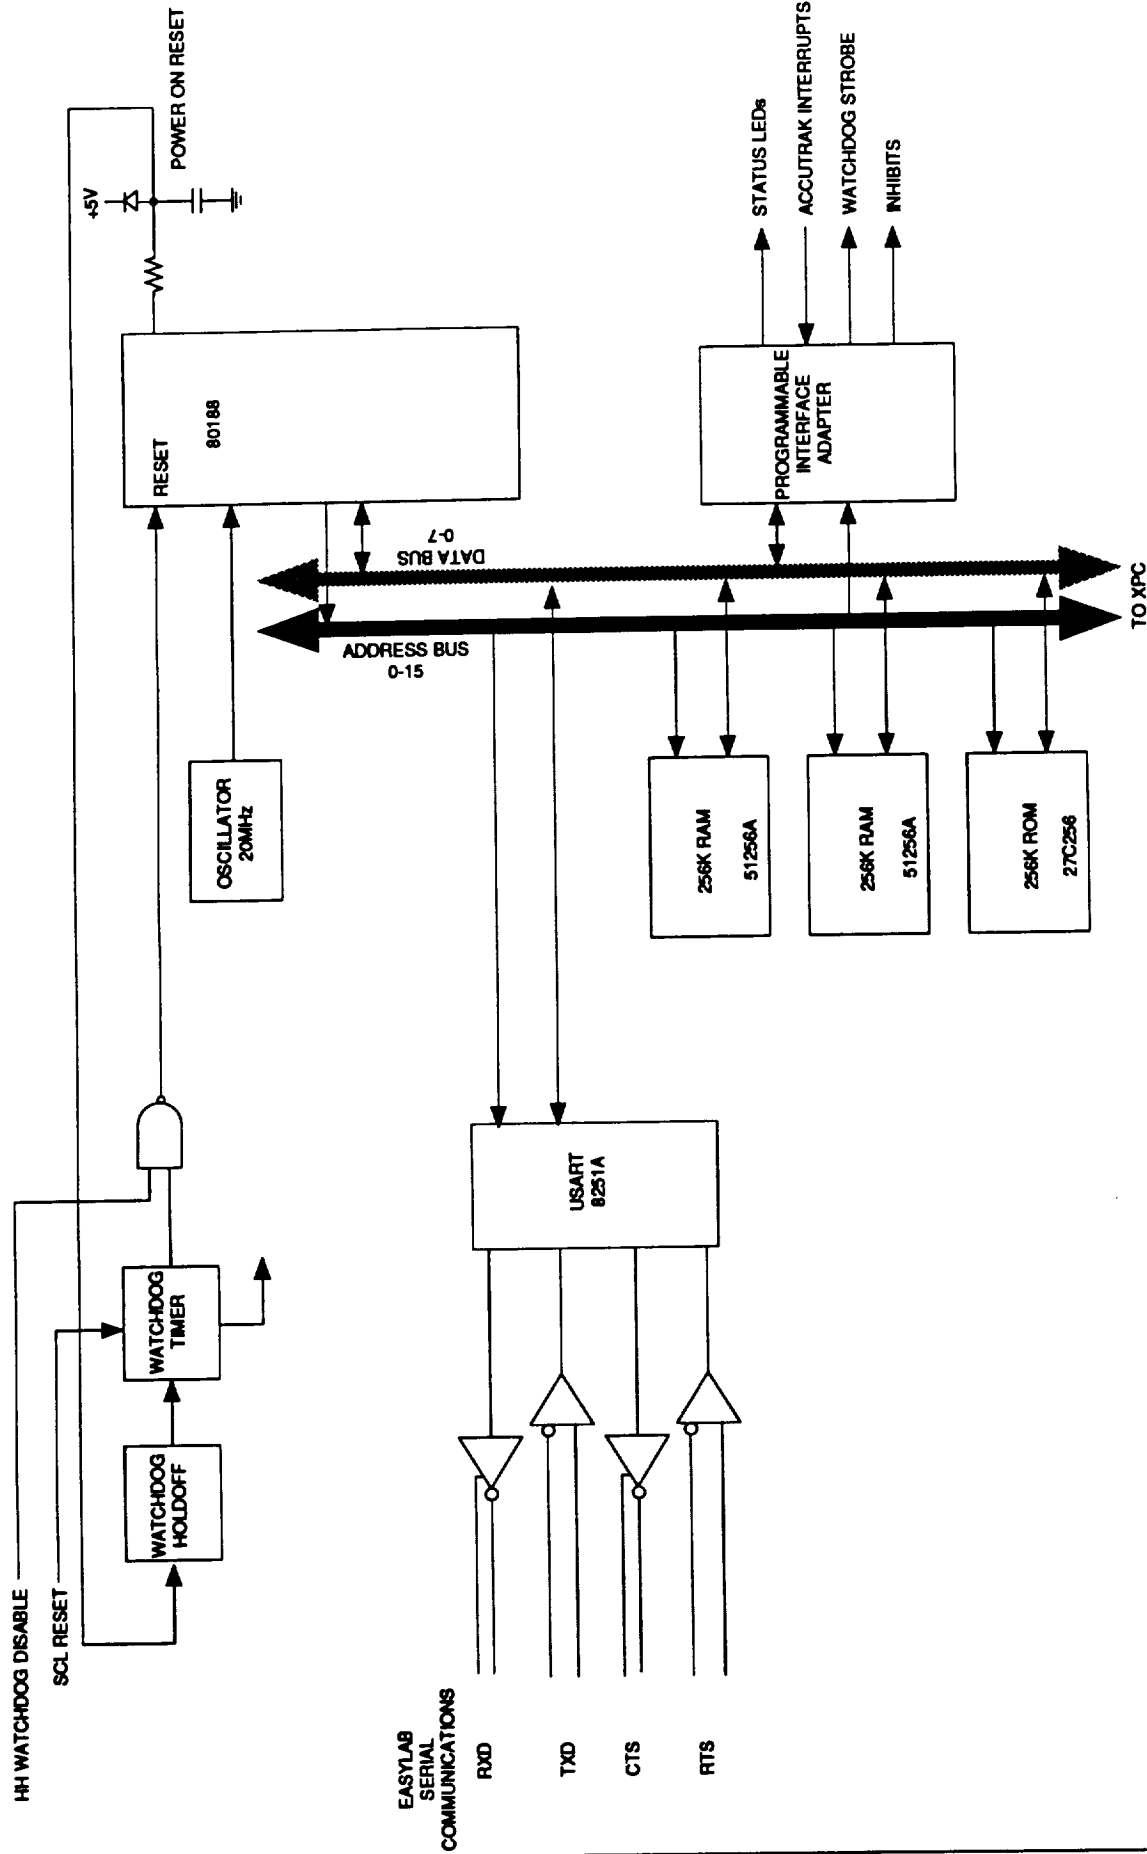 HH WATCHDOG DISABLE
SCL RESET
WATCHDOG
HOLDOFF
WATCHDOG
TIMER
OSCILLATOR
20MHz
RESET
80188
+5V
POWER ON RESET
EASYLAB
SERIAL
COMMUNICATIONS
RXD
TXD
CTS
RTS
USART
8251A
ADDRESS BUS
0-15
DATA BUS
0-7
256K RAM
51256A
256K RAM
51256A
256K ROM
27C256
PROGRAMMABLE
INTERFACE
ADAPTER
STATUS LEDs
ACCUTRAK INTERRUPTS
WATCHDOG STROBE
INHIBITS
TO XPC